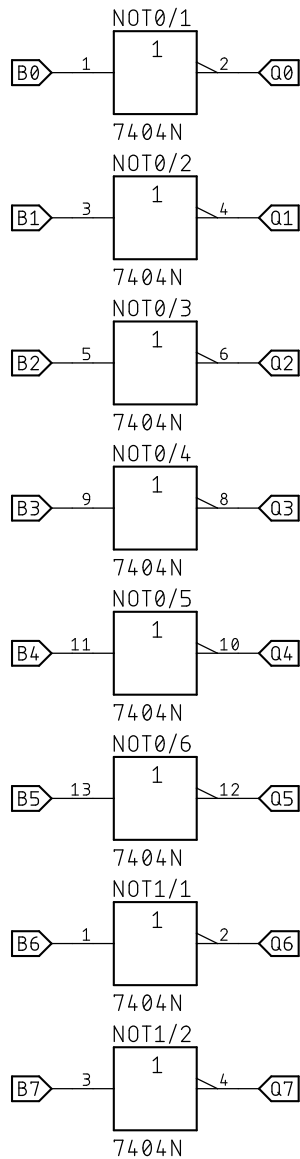 NOT0/1
B0 1 1 2 Q0
7404N
NOT0/2
B1 3 1 4 Q1
7404N
NOT0/3
B2 5 1 6 Q2
7404N
NOT0/4
B3 9 1 8 Q3
7404N
NOT0/5
B4 11 1 10 Q4
7404N
NOT0/6
B5 13 1 12 Q5
7404N
NOT1/1
B6 1 1 2 Q6
7404N
NOT1/2
B7 3 1 4 Q7
7404N